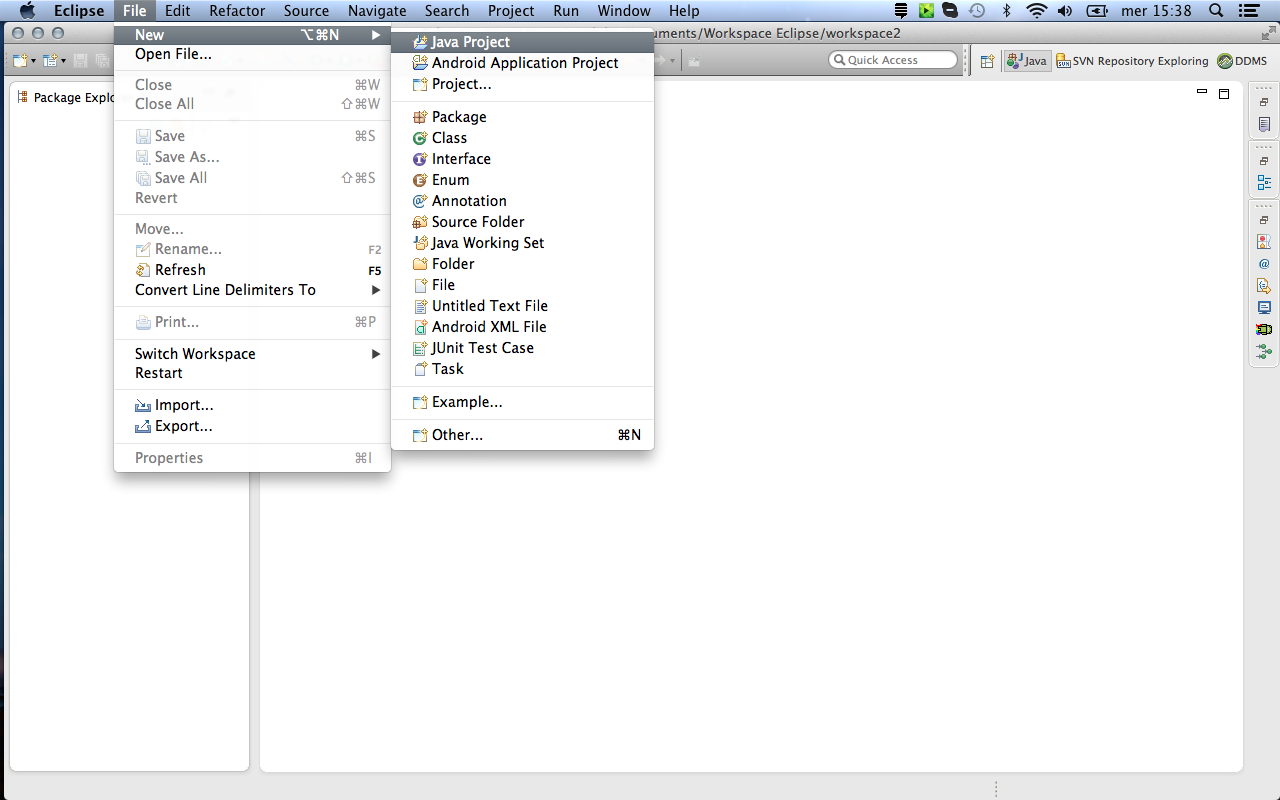 Eclipse File Edit Refactor Source Navigate Search Project Run Window Help mer 15:38
uments/Workspace Eclipse/workspace2
Quick Access Java SVN Repository Exploring DDMS
Package Explo
New ⌥⌘N ▶
Open File...
Close ⌘W
Close All ⇧⌘W
Save ⌘S
Save As...
Save All ⇧⌘S
Revert
Move...
Rename... F2
Refresh F5
Convert Line Delimiters To ▶
Print... ⌘P
Switch Workspace ▶
Restart
Import...
Export...
Properties ⌘I
Java Project
Android Application Project
Project...
Package
Class
Interface
Enum
Annotation
Source Folder
Java Working Set
Folder
File
Untitled Text File
Android XML File
JUnit Test Case
Task
Example...
Other... ⌘N